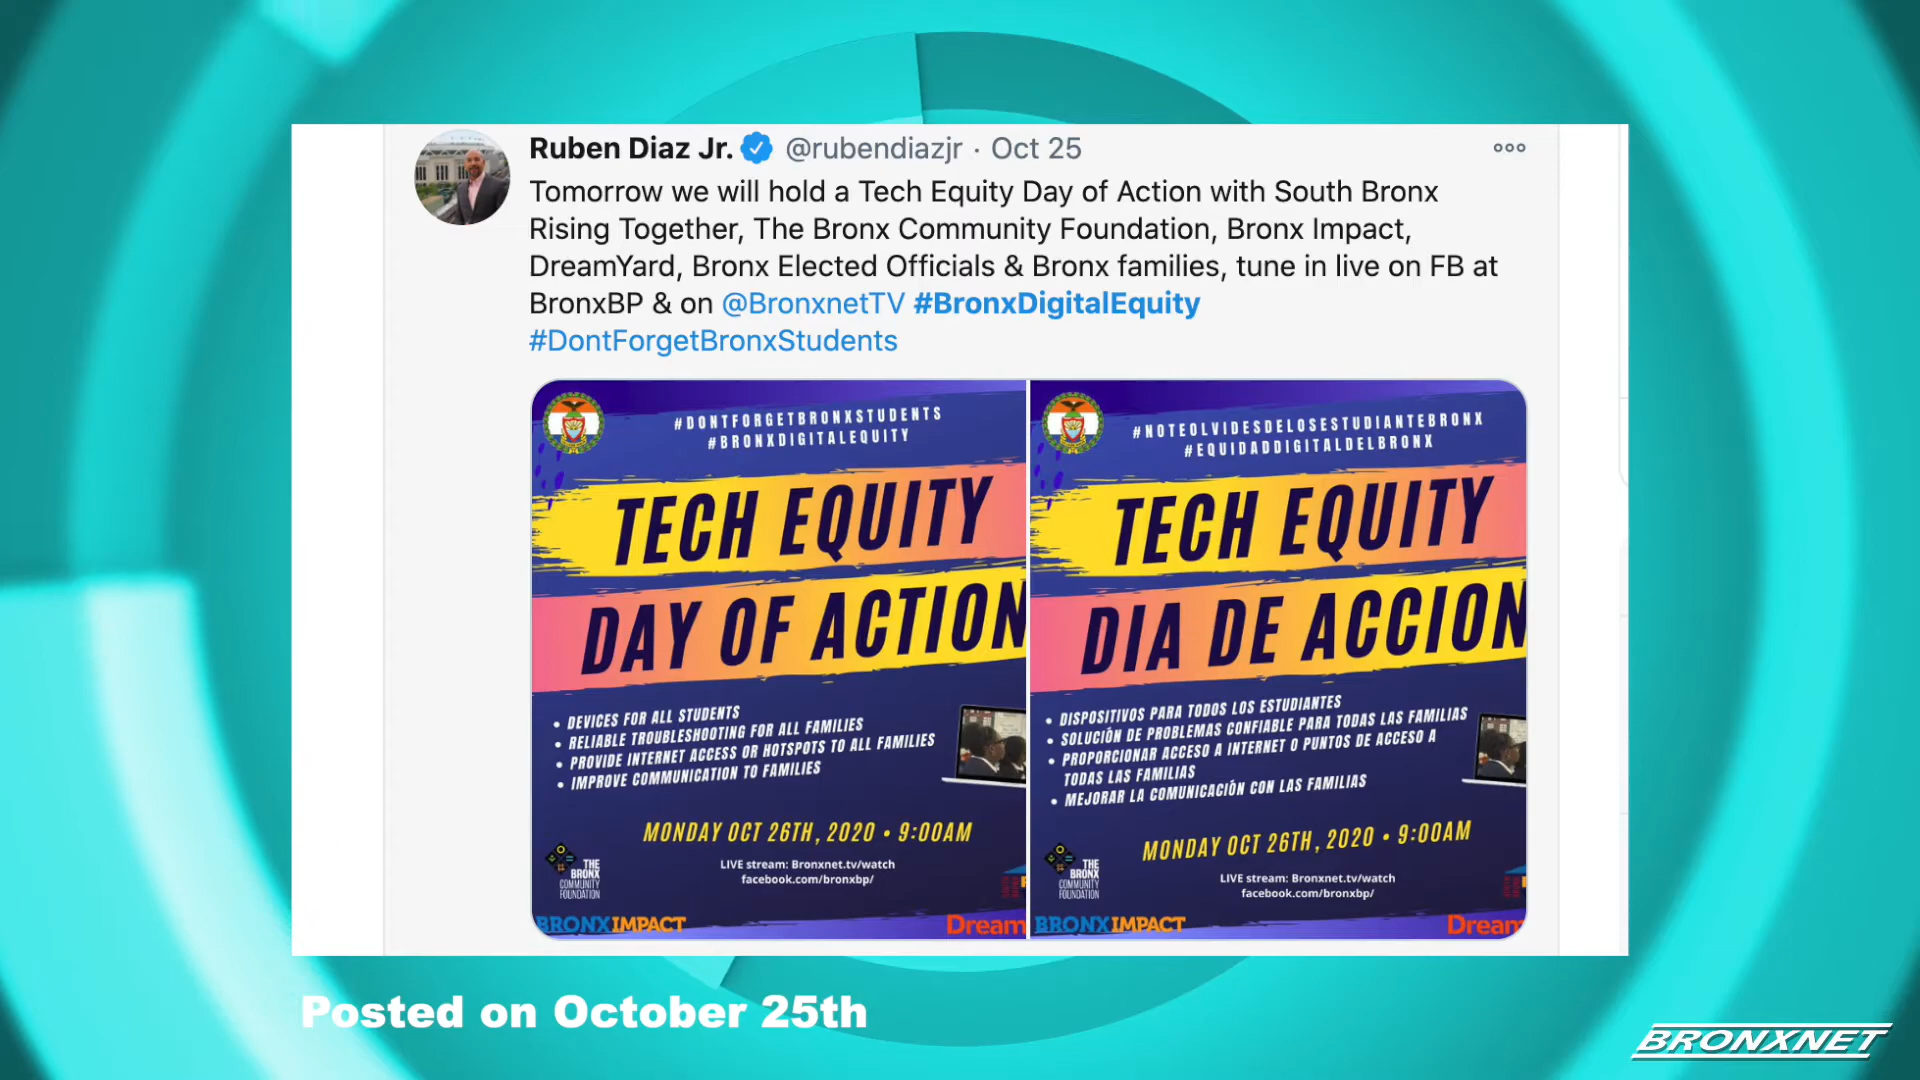 Ruben Diaz Jr. @rubendiazjr · Oct 25
Tomorrow we will hold a Tech Equity Day of Action with South Bronx
Rising Together, The Bronx Community Foundation, Bronx Impact,
DreamYard, Bronx Elected Officials & Bronx families, tune in live on FB at
BronxBP & on @BronxnetTV #BronxDigitalEquity
#DontForgetBronxStudents
#DONTFORGETBRONXSTUDENTS
#BRONXDIGITALEQUITY
TECH EQUITY
DAY OF ACTION
• DEVICES FOR ALL STUDENTS
• RELIABLE TROUBLESHOOTING FOR ALL FAMILIES
• PROVIDE INTERNET ACCESS OR HOTSPOTS TO ALL FAMILIES
• IMPROVE COMMUNICATION TO FAMILIES
MONDAY OCT 26TH, 2020 • 9:00AM
LIVE stream: Bronxnet.tv/watch
facebook.com/bronxbp/
THE
BRONX
COMMUNITY
FOUNDATION
BRONXIMPACT
Dream
#NOTEOLVIDESDELOSESTUDIANTEBRONX
#EQUIDADDIGITALDELBRONX
TECH EQUITY
DIA DE ACCION
• DISPOSITIVOS PARA TODOS LOS ESTUDIANTES
• SOLUCIÓN DE PROBLEMAS CONFIABLE PARA TODAS LAS FAMILIAS
• PROPORCIONAR ACCESO A INTERNET O PUNTOS DE ACCESO A
TODAS LAS FAMILIAS
• MEJORAR LA COMUNICACIÓN CON LAS FAMILIAS
MONDAY OCT 26TH, 2020 • 9:00AM
LIVE stream: Bronxnet.tv/watch
facebook.com/bronxbp/
THE
BRONX
COMMUNITY
FOUNDATION
BRONXIMPACT
Dream
Posted on October 25th
BRONXNET